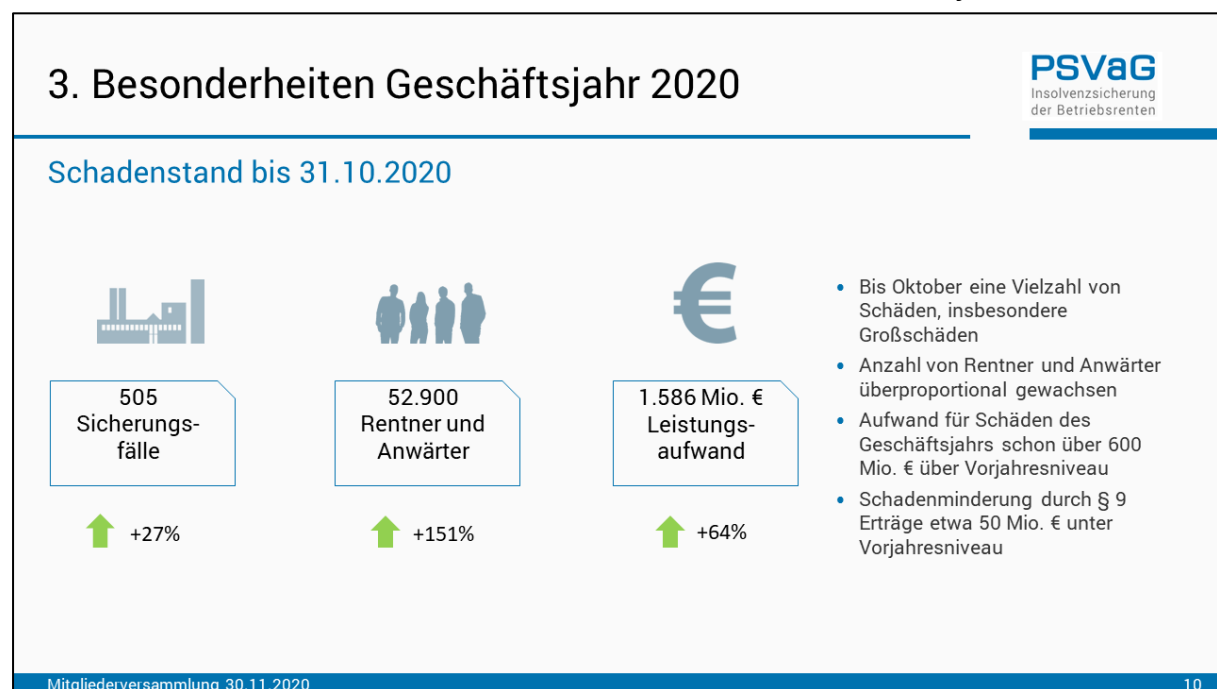 3. Besonderheiten Geschäftsjahr 2020
PSVaG
Insolvenzsicherung
der Betriebsrenten
Schadenstand bis 31.10.2020
505
Sicherungs-
fälle
+27%
52.900
Rentner und
Anwärter
+151%
€
1.586 Mio. €
Leistungs-
aufwand
+64%
• Bis Oktober eine Vielzahl von
Schäden, insbesondere
Großschäden
• Anzahl von Rentner und Anwärter
überproportional gewachsen
• Aufwand für Schäden des
Geschäftsjahrs schon über 600
Mio. € über Vorjahresniveau
• Schadenminderung durch § 9
Erträge etwa 50 Mio. € unter
Vorjahresniveau
Mitgliederversammlung 30.11.2020
10